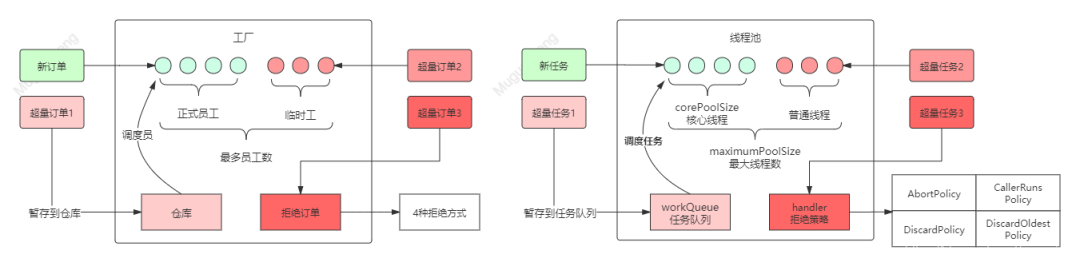 工厂
新订单
超量订单2
超量订单1
超量订单3
正式员工
临时工
调度员
最多员工数
暂存到仓库
仓库
拒绝订单
4种拒绝方式
线程池
新任务
超量任务2
超量任务1
超量任务3
corePoolSize
核心线程
普通线程
调度任务
maximumPoolSize
最大线程数
暂存到任务队列
workQueue
任务队列
handler
拒绝策略
AbortPolicy
CallerRuns
Policy
DiscardPolicy
DiscardOldest
Policy